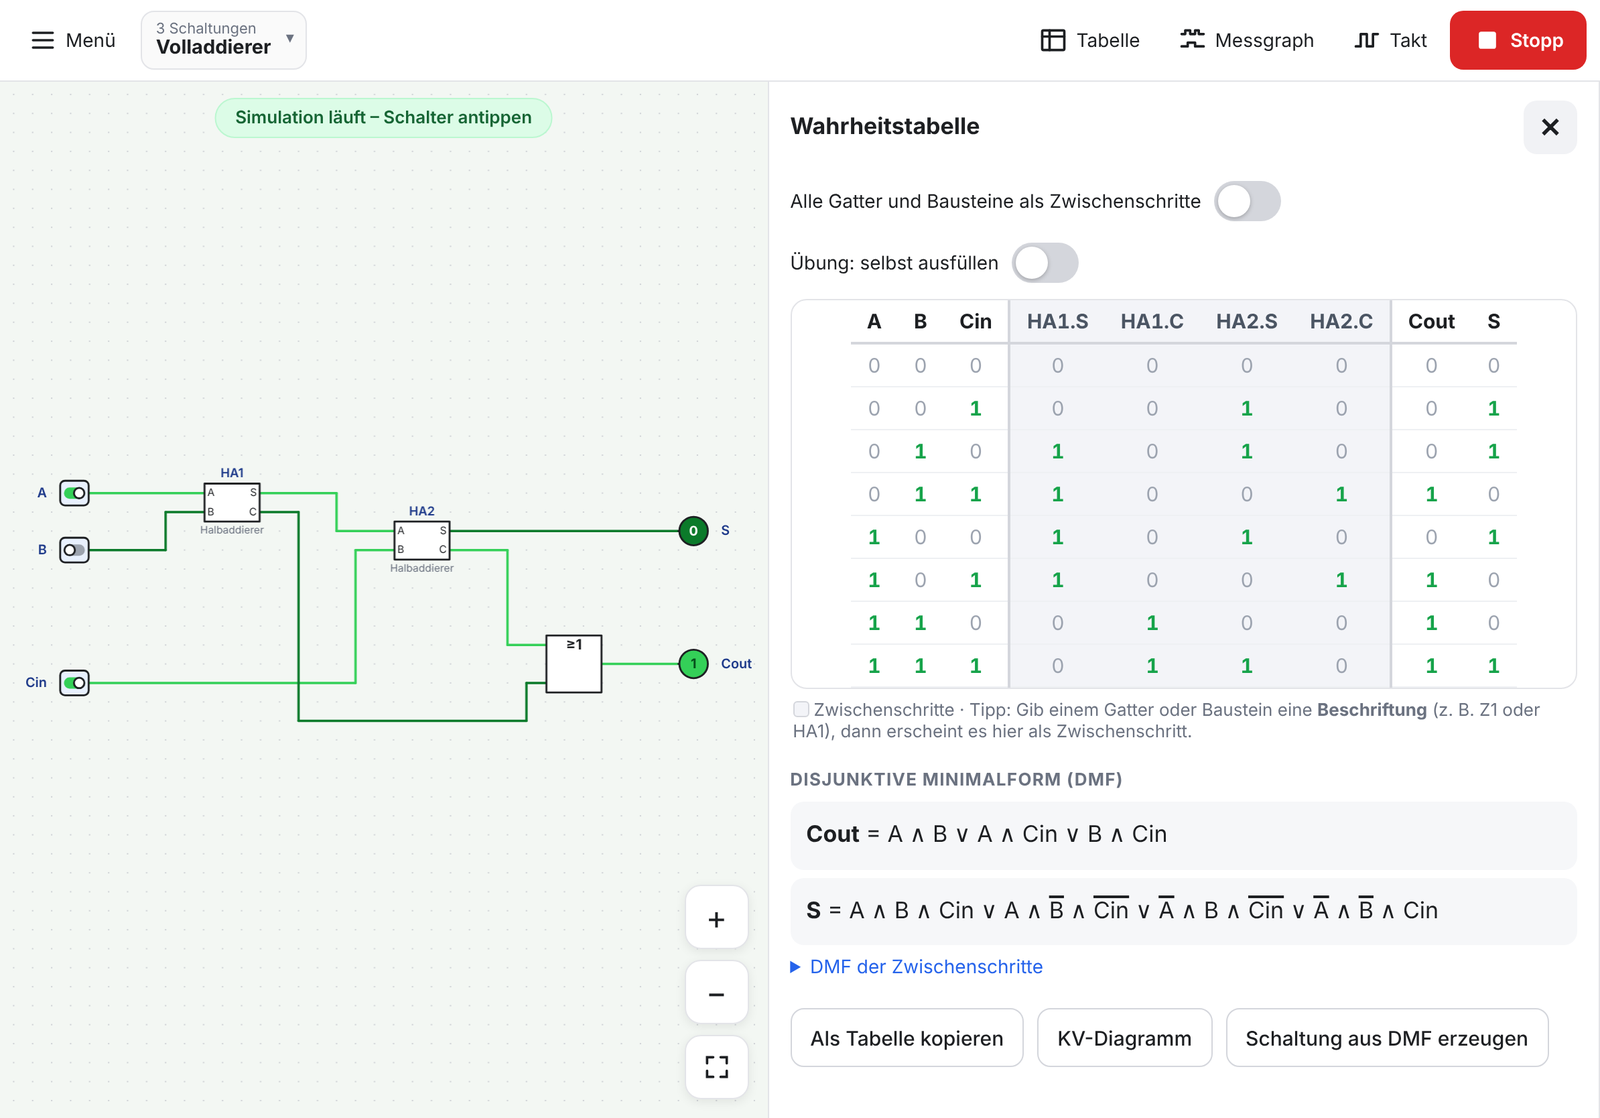 Menü
3 Schaltungen
Volladdierer ▼
Tabelle
Messgraph
Takt
Stopp
Simulation läuft – Schalter antippen
A
B
Cin
HA1
A S
B C
Halbaddierer
HA2
A S
B C
Halbaddierer
≥1
0 S
1 Cout
+
−
Wahrheitstabelle
✕
Alle Gatter und Bausteine als Zwischenschritte
Übung: selbst ausfüllen
A B Cin HA1.S HA1.C HA2.S HA2.C Cout S
0 0 0 0 0 0 0 0 0
0 0 1 0 0 1 0 0 1
0 1 0 1 0 1 0 0 1
0 1 1 1 0 0 1 1 0
1 0 0 1 0 1 0 0 1
1 0 1 1 0 0 1 1 0
1 1 0 0 1 0 0 1 0
1 1 1 0 1 1 0 1 1
Zwischenschritte · Tipp: Gib einem Gatter oder Baustein eine Beschriftung (z. B. Z1 oder
HA1), dann erscheint es hier als Zwischenschritt.
DISJUNKTIVE MINIMALFORM (DMF)
Cout = A ∧ B ∨ A ∧ Cin ∨ B ∧ Cin
S = A ∧ B ∧ Cin ∨ A ∧ B̅ ∧ C̅i̅n̅ ∨ A̅ ∧ B ∧ C̅i̅n̅ ∨ A̅ ∧ B̅ ∧ Cin
▶ DMF der Zwischenschritte
Als Tabelle kopieren
KV-Diagramm
Schaltung aus DMF erzeugen